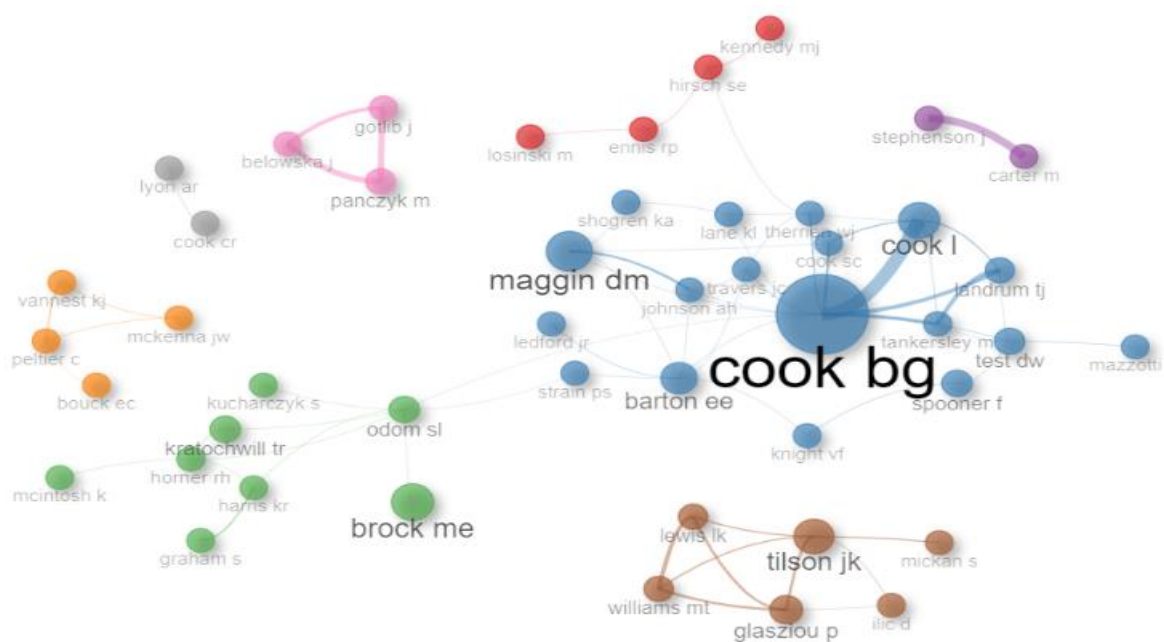 kennedy mj
hirsch se
gotlib j
stephenson j
losinski m
ennis rp
belowska j
carter m
lyon ar
panczyk m
shogren ka
lane kl
therrien wj
cook l
cook cr
cook sc
maggin dm
travers jc
landrum tj
vannest kj
johnson ah
mckenna jw
ledford jr
tankersley m
peltier c
test dw
mazzotti
cook bg
strain ps
barton ee
spooner f
bouck ec
kucharczyk s
odom sl
kratochwill tr
knight vf
horner rh
mcintosh k
harris kr
brock me
lewis lk
graham s
tilson jk
mickan s
williams mt
glasziou p
ilic d